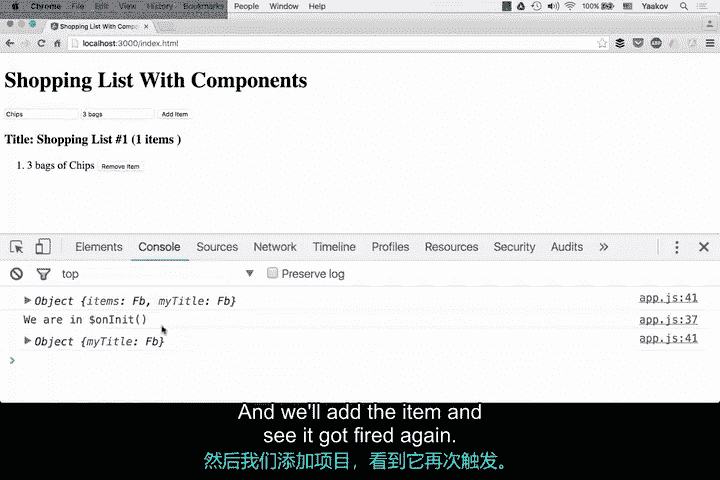 Chrome File Edit View History Bookmarks People Window Help 100% Yaakov
Shopping List With Compo
localhost:3000/index.html
Shopping List With Components
Chips 3 bags Add Item
Title: Shopping List #1 (1 items )
1. 3 bags of Chips Remove Item
Elements Console Sources Network Timeline Profiles Resources Security Audits »
top Preserve log
Object {items: Fb, myTitle: Fb} app.js:41
We are in $onInit() app.js:37
Object {myTitle: Fb} app.js:41
And we'll add the item and
see it got fired again.
然后我们添加项目，看到它再次触发。